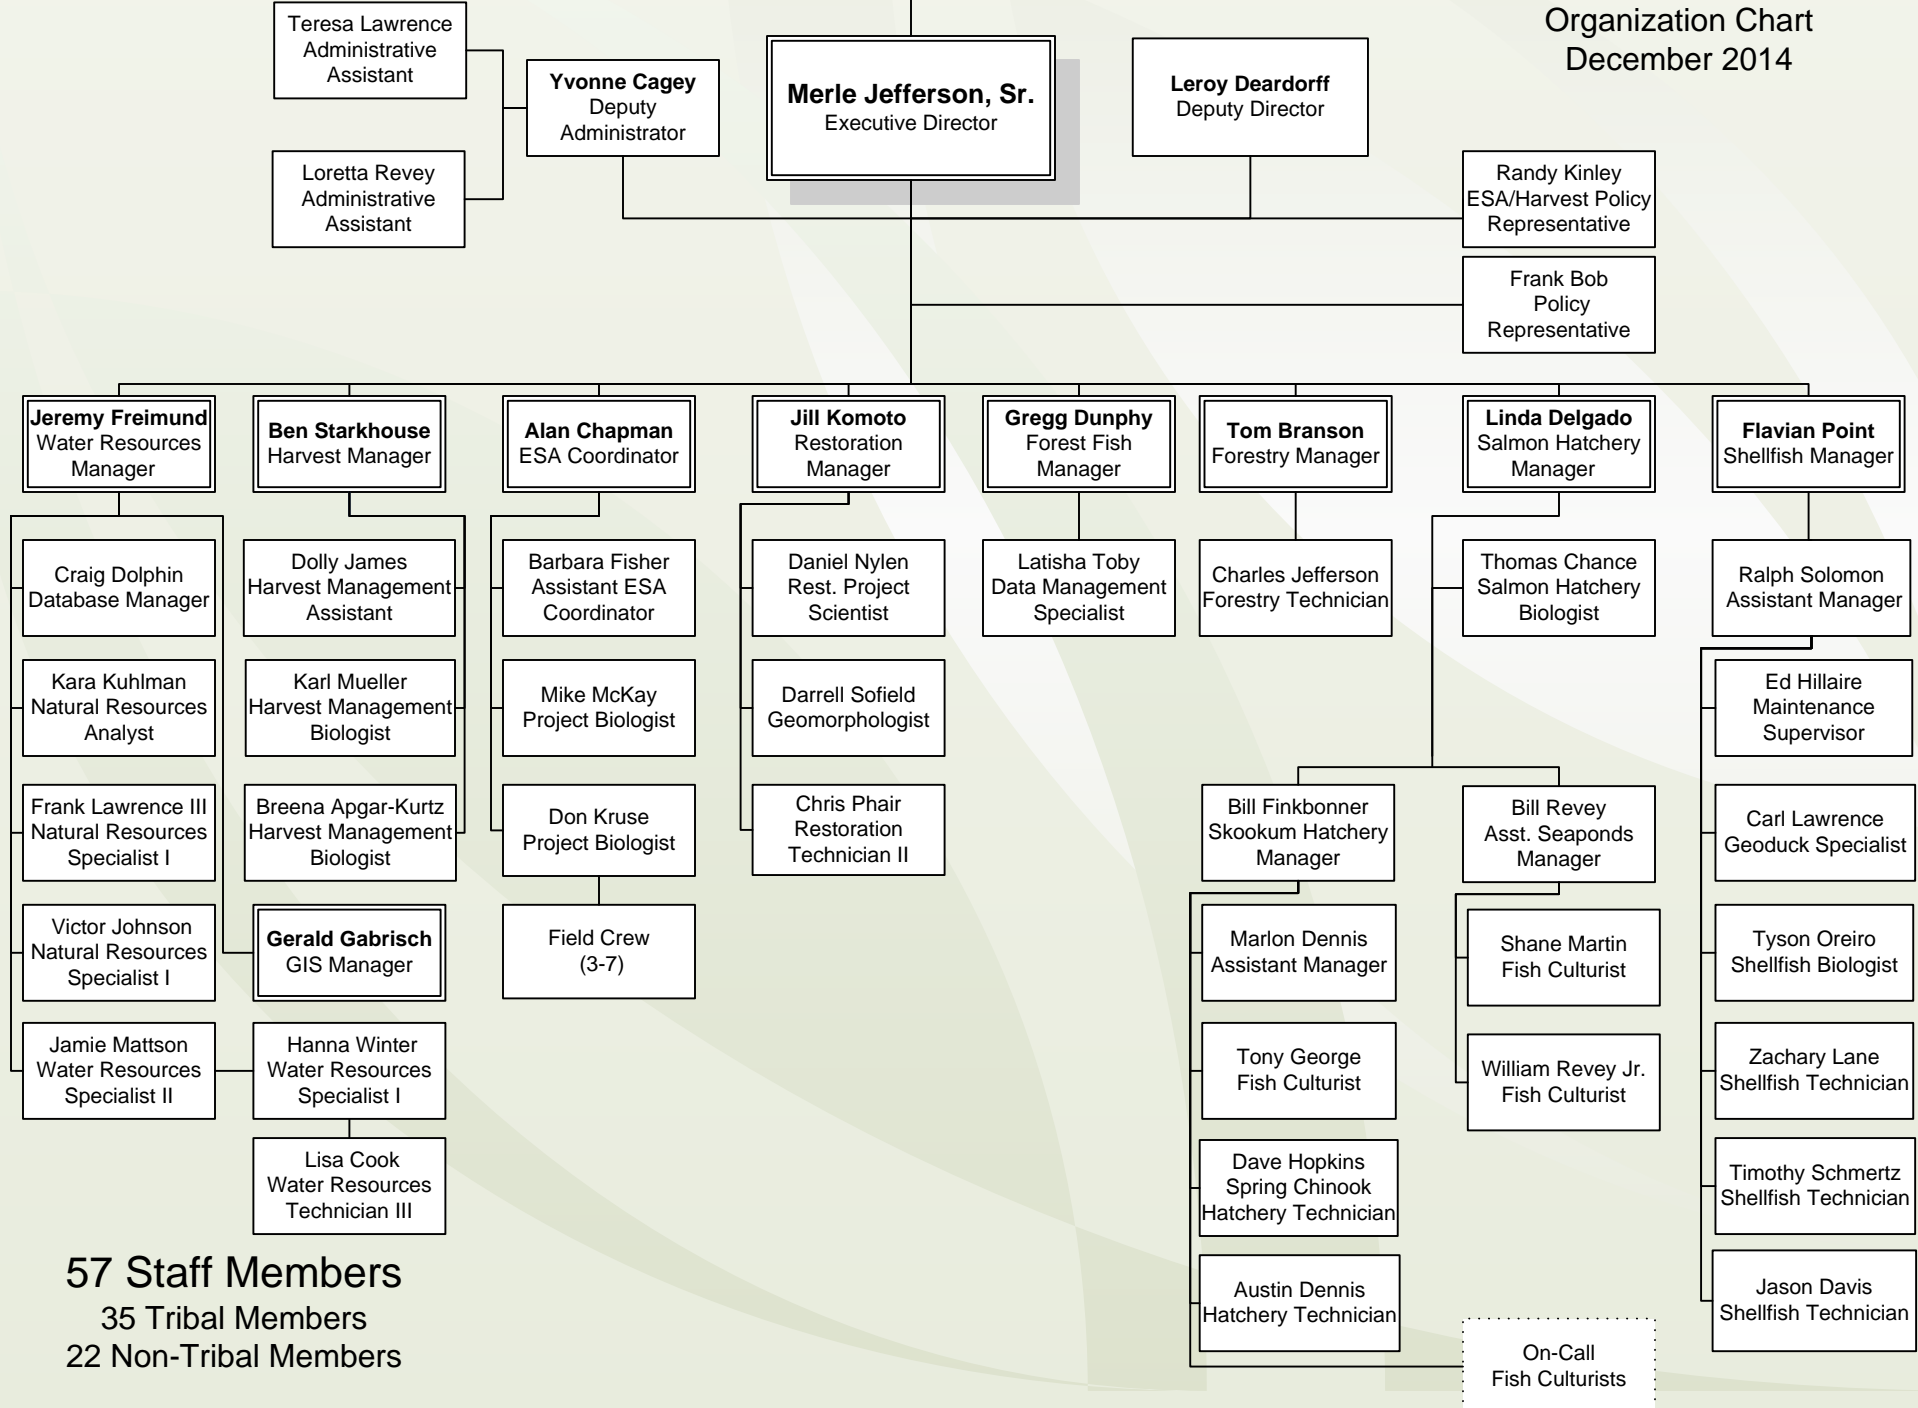 Organization Chart
December 2014
Teresa Lawrence
Administrative
Assistant
Yvonne Cagey
Deputy
Administrator
Merle Jefferson, Sr.
Executive Director
Leroy Deardorff
Deputy Director
Loretta Revey
Administrative
Assistant
Randy Kinley
ESA/Harvest Policy
Representative
Frank Bob
Policy
Representative
Jeremy Freimund
Water Resources
Manager
Ben Starkhouse
Harvest Manager
Alan Chapman
ESA Coordinator
Jill Komoto
Restoration
Manager
Gregg Dunphy
Forest Fish
Manager
Tom Branson
Forestry Manager
Linda Delgado
Salmon Hatchery
Manager
Flavian Point
Shellfish Manager
Craig Dolphin
Database Manager
Dolly James
Harvest Management
Assistant
Barbara Fisher
Assistant ESA
Coordinator
Daniel Nylen
Rest. Project
Scientist
Latisha Toby
Data Management
Specialist
Charles Jefferson
Forestry Technician
Thomas Chance
Salmon Hatchery
Biologist
Ralph Solomon
Assistant Manager
Kara Kuhlman
Natural Resources
Analyst
Karl Mueller
Harvest Management
Biologist
Mike McKay
Project Biologist
Darrell Sofield
Geomorphologist
Ed Hillaire
Maintenance
Supervisor
Frank Lawrence III
Natural Resources
Specialist I
Breena Apgar-Kurtz
Harvest Management
Biologist
Don Kruse
Project Biologist
Chris Phair
Restoration
Technician II
Bill Finkbonner
Skookum Hatchery
Manager
Bill Revey
Asst. Seaponds
Manager
Carl Lawrence
Geoduck Specialist
Victor Johnson
Natural Resources
Specialist I
Gerald Gabrisch
GIS Manager
Field Crew
(3-7)
Marlon Dennis
Assistant Manager
Shane Martin
Fish Culturist
Tyson Oreiro
Shellfish Biologist
Jamie Mattson
Water Resources
Specialist II
Hanna Winter
Water Resources
Specialist I
Tony George
Fish Culturist
William Revey Jr.
Fish Culturist
Zachary Lane
Shellfish Technician
Lisa Cook
Water Resources
Technician III
Dave Hopkins
Spring Chinook
Hatchery Technician
Timothy Schmertz
Shellfish Technician
57 Staff Members
35 Tribal Members
22 Non-Tribal Members
Austin Dennis
Hatchery Technician
Jason Davis
Shellfish Technician
On-Call
Fish Culturists